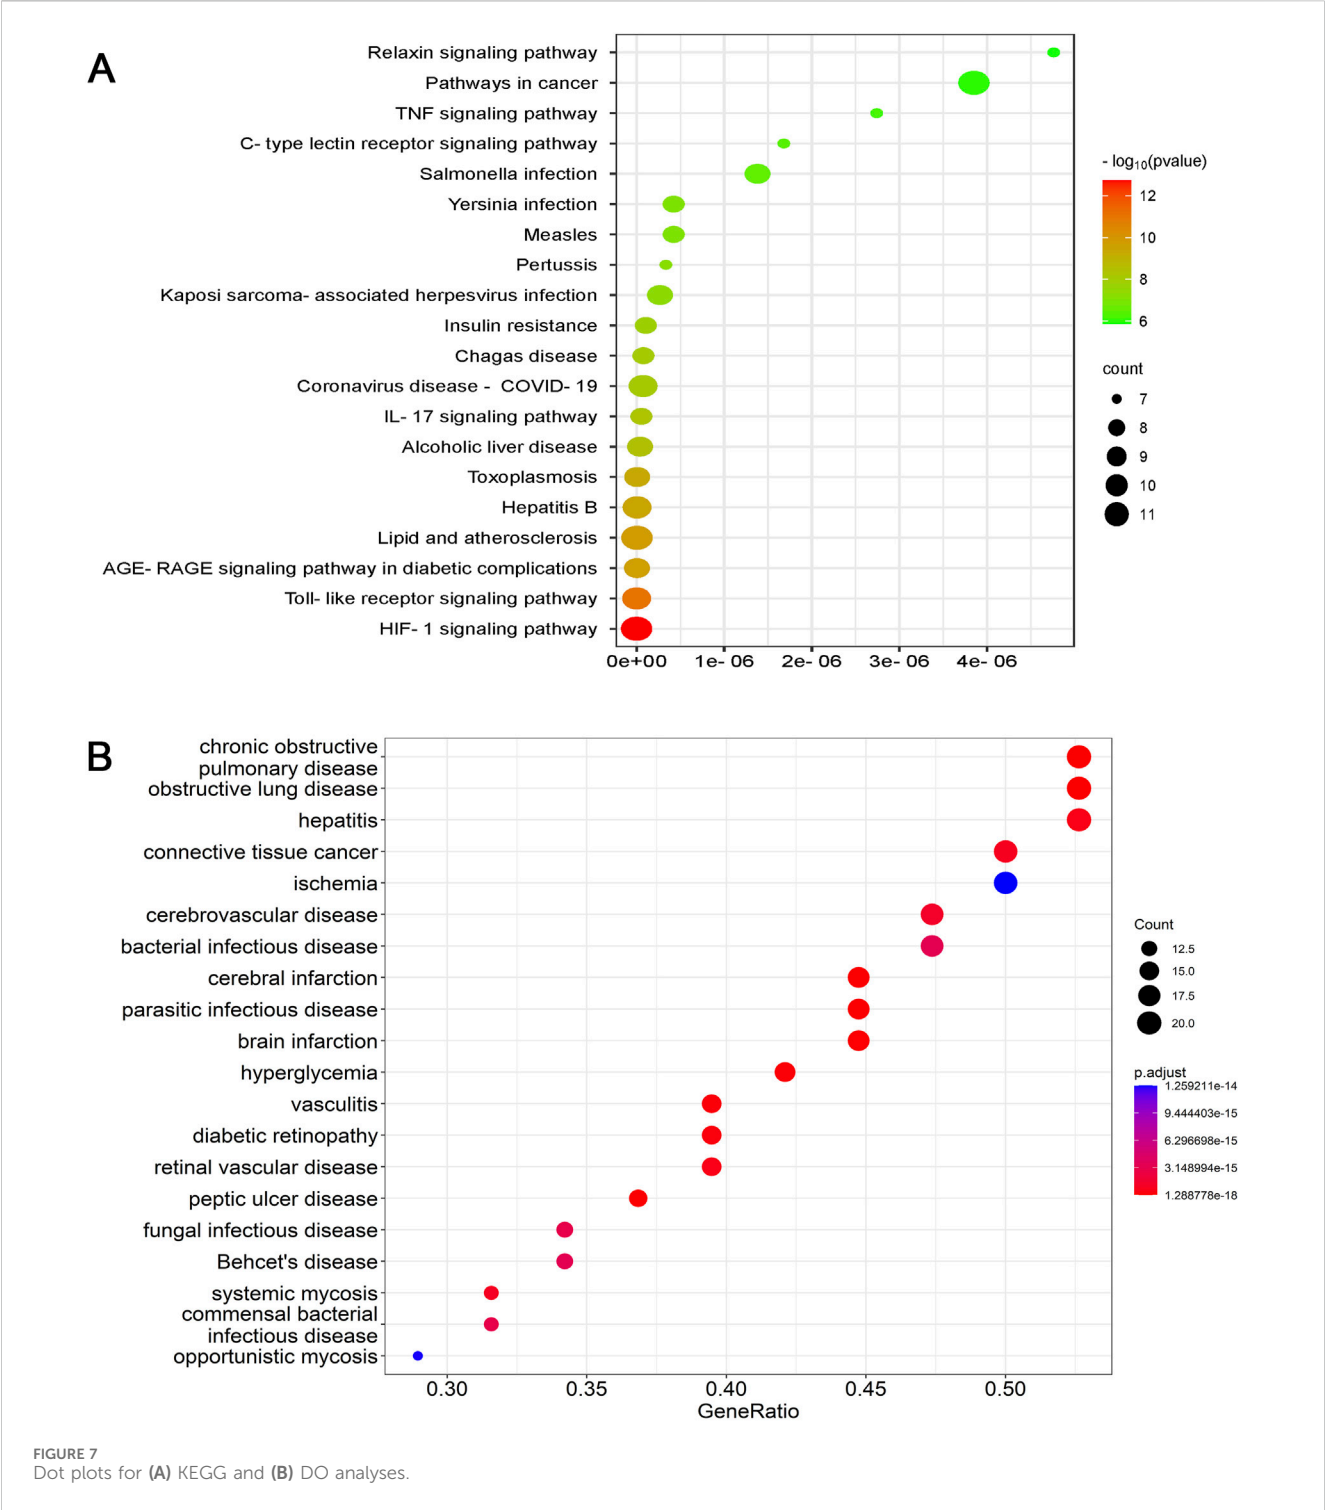 A
Relaxin signaling pathway
Pathways in cancer
TNF signaling pathway
C- type lectin receptor signaling pathway
Salmonella infection
Yersinia infection
Measles
Pertussis
Kaposi sarcoma- associated herpesvirus infection
Insulin resistance
Chagas disease
Coronavirus disease - COVID- 19
IL- 17 signaling pathway
Alcoholic liver disease
Toxoplasmosis
Hepatitis B
Lipid and atherosclerosis
AGE- RAGE signaling pathway in diabetic complications
Toll- like receptor signaling pathway
HIF- 1 signaling pathway
0e+00 1e- 06 2e- 06 3e- 06 4e- 06
- log10(pvalue)
12
10
8
6
count
7
8
9
10
11
B
chronic obstructive
pulmonary disease
obstructive lung disease
hepatitis
connective tissue cancer
ischemia
cerebrovascular disease
bacterial infectious disease
cerebral infarction
parasitic infectious disease
brain infarction
hyperglycemia
vasculitis
diabetic retinopathy
retinal vascular disease
peptic ulcer disease
fungal infectious disease
Behcet's disease
systemic mycosis
commensal bacterial
infectious disease
opportunistic mycosis
0.30 0.35 0.40 0.45 0.50
GeneRatio
Count
12.5
15.0
17.5
20.0
p.adjust
1.259211e-14
9.444403e-15
6.296698e-15
3.148994e-15
1.288778e-18
FIGURE 7
Dot plots for (A) KEGG and (B) DO analyses.